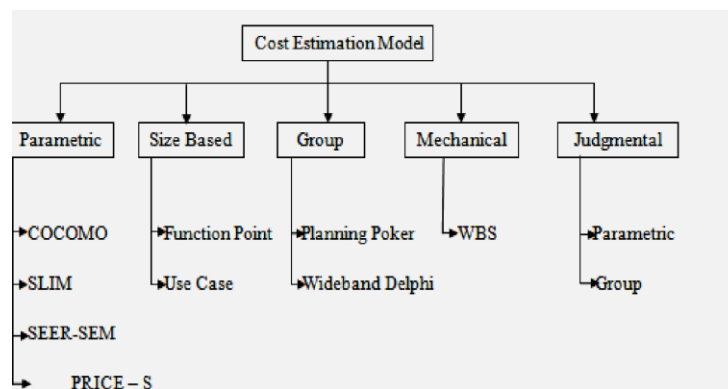 Cost Estimation Model
Parametric
Size Based
Group
Mechanical
Judgmental
COCOMO
Function Point
Planning Poker
WBS
Parametric
SLIM
Use Case
Wideband Delphi
Group
SEER-SEM
PRICE – S